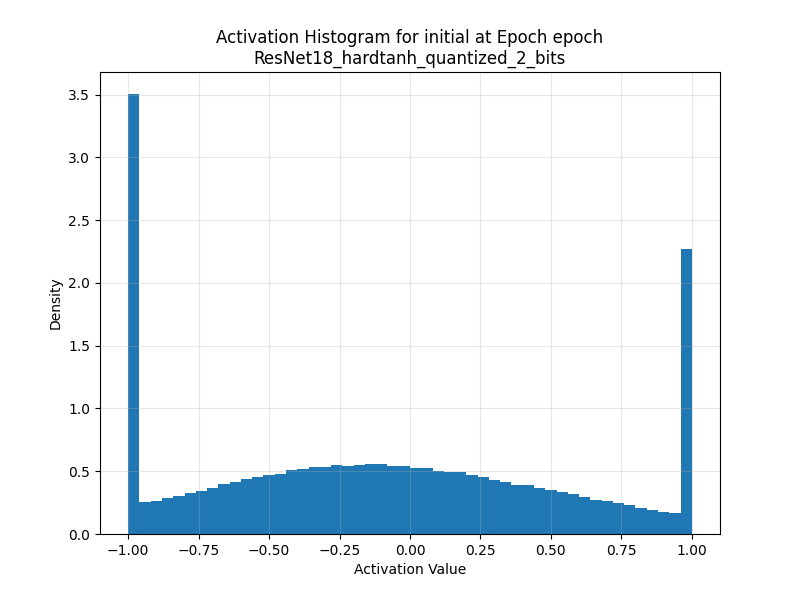 Activation Histogram for initial at Epoch epoch
ResNet18_hardtanh_quantized_2_bits
3.5
3.0
2.5
2.0
1.5
1.0
0.5
0.0
Density
−1.00 −0.75 −0.50 −0.25 0.00 0.25 0.50 0.75 1.00
Activation Value